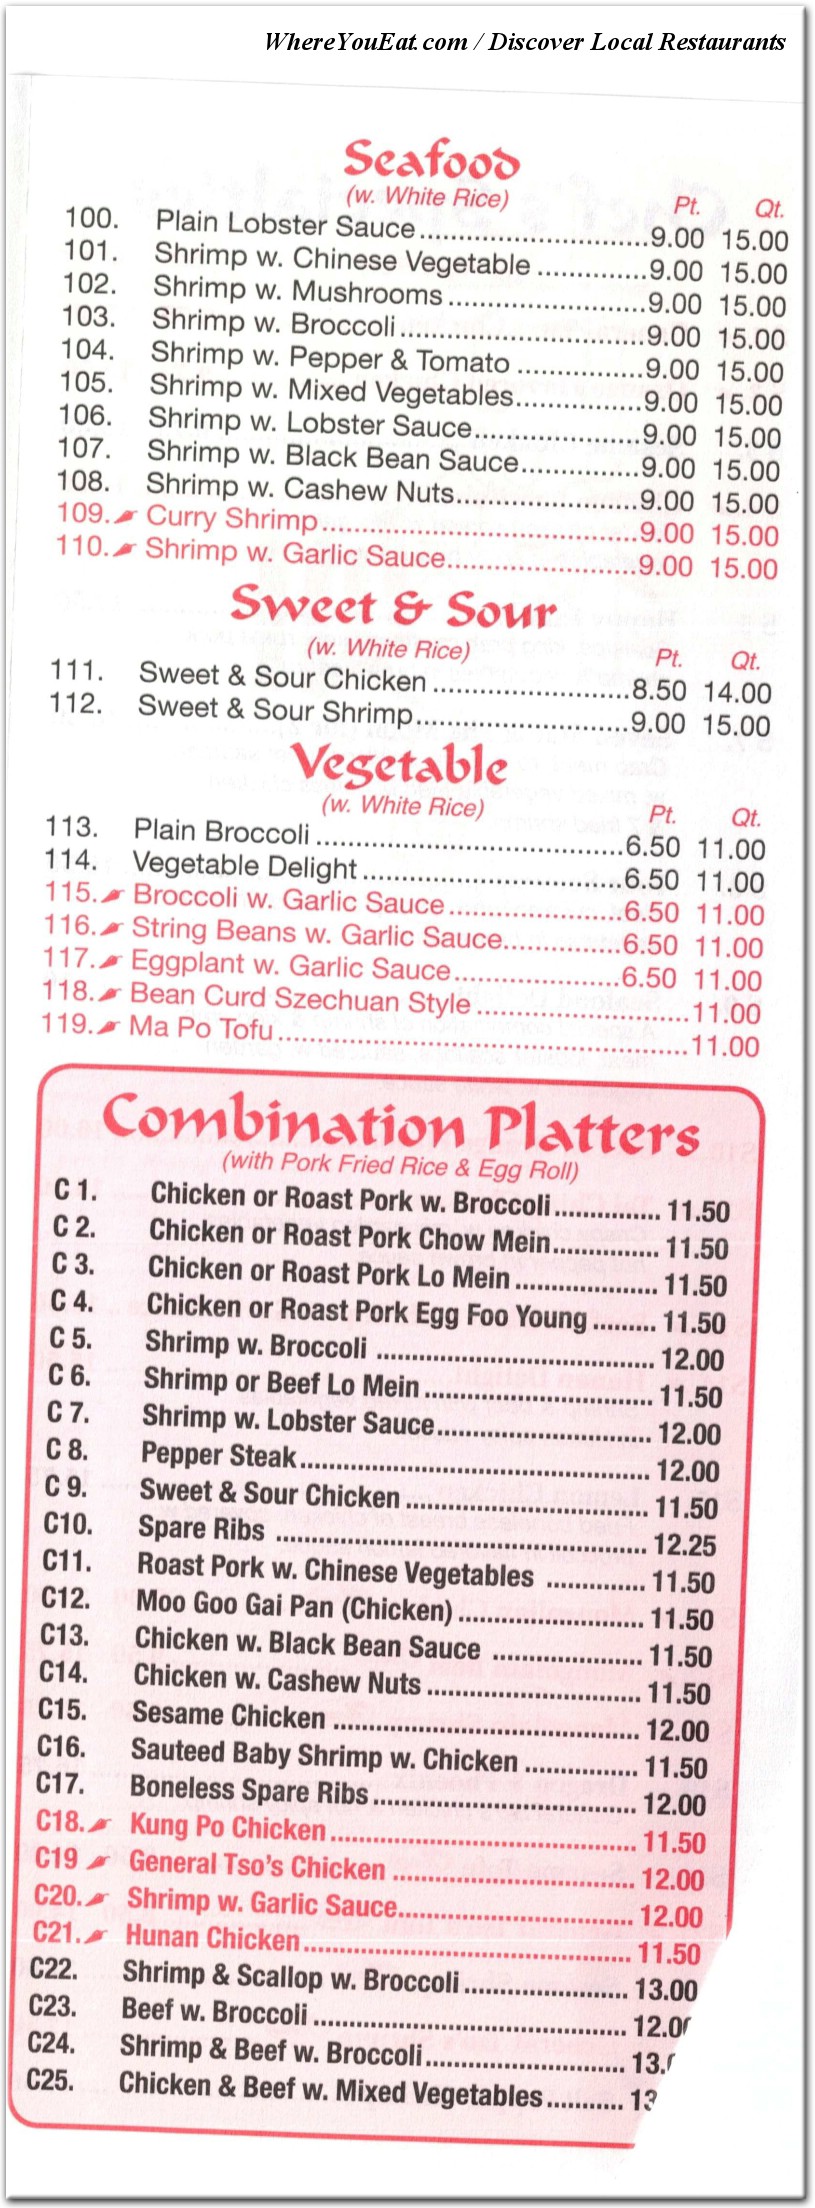 WhereYouEat.com / Discover Local Restaurants
Seafood
(w. White Rice) Pt. Qt.
100. Plain Lobster Sauce 9.00 15.00
101. Shrimp w. Chinese Vegetable 9.00 15.00
102. Shrimp w. Mushrooms 9.00 15.00
103. Shrimp w. Broccoli 9.00 15.00
104. Shrimp w. Pepper & Tomato 9.00 15.00
105. Shrimp w. Mixed Vegetables 9.00 15.00
106. Shrimp w. Lobster Sauce 9.00 15.00
107. Shrimp w. Black Bean Sauce 9.00 15.00
108. Shrimp w. Cashew Nuts 9.00 15.00
109. Curry Shrimp 9.00 15.00
110. Shrimp w. Garlic Sauce 9.00 15.00
Sweet & Sour
(w. White Rice) Pt. Qt.
111. Sweet & Sour Chicken 8.50 14.00
112. Sweet & Sour Shrimp 9.00 15.00
Vegetable
(w. White Rice) Pt. Qt.
113. Plain Broccoli 6.50 11.00
114. Vegetable Delight 6.50 11.00
115. Broccoli w. Garlic Sauce 6.50 11.00
116. String Beans w. Garlic Sauce 6.50 11.00
117. Eggplant w. Garlic Sauce 6.50 11.00
118. Bean Curd Szechuan Style 11.00
119. Ma Po Tofu 11.00
Combination Platters
(with Pork Fried Rice & Egg Roll)
C 1. Chicken or Roast Pork w. Broccoli 11.50
C 2. Chicken or Roast Pork Chow Mein 11.50
C 3. Chicken or Roast Pork Lo Mein 11.50
C 4. Chicken or Roast Pork Egg Foo Young 11.50
C 5. Shrimp w. Broccoli 12.00
C 6. Shrimp or Beef Lo Mein 11.50
C 7. Shrimp w. Lobster Sauce 12.00
C 8. Pepper Steak 12.00
C 9. Sweet & Sour Chicken 11.50
C10. Spare Ribs 12.25
C11. Roast Pork w. Chinese Vegetables 11.50
C12. Moo Goo Gai Pan (Chicken) 11.50
C13. Chicken w. Black Bean Sauce 11.50
C14. Chicken w. Cashew Nuts 11.50
C15. Sesame Chicken 12.00
C16. Sauteed Baby Shrimp w. Chicken 11.50
C17. Boneless Spare Ribs 12.00
C18. Kung Po Chicken 11.50
C19 General Tso's Chicken 12.00
C20. Shrimp w. Garlic Sauce 12.00
C21. Hunan Chicken 11.50
C22. Shrimp & Scallop w. Broccoli 13.00
C23. Beef w. Broccoli 12.00
C24. Shrimp & Beef w. Broccoli 13.
C25. Chicken & Beef w. Mixed Vegetables 13